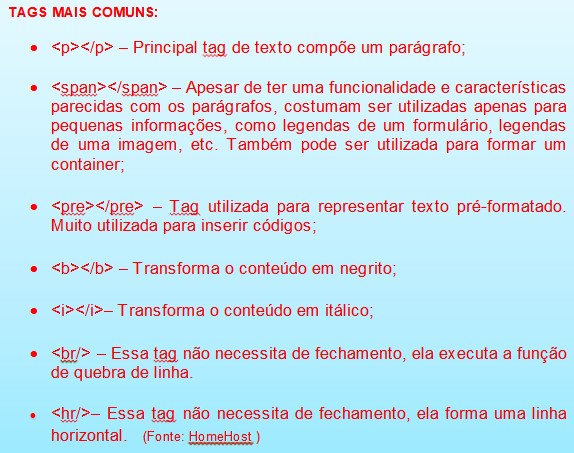 TAGS MAIS COMUNS:
• <p></p> – Principal tag de texto compõe um parágrafo;
• <span></span> – Apesar de ter uma funcionalidade e características
parecidas com os parágrafos, costumam ser utilizadas apenas para
pequenas informações, como legendas de um formulário, legendas
de uma imagem, etc. Também pode ser utilizada para formar um
container;
• <pre></pre> – Tag utilizada para representar texto pré-formatado.
Muito utilizada para inserir códigos;
• <b></b> – Transforma o conteúdo em negrito;
• <i></i>– Transforma o conteúdo em itálico;
• <br/> – Essa tag não necessita de fechamento, ela executa a função
de quebra de linha.
• <hr/>– Essa tag não necessita de fechamento, ela forma uma linha
horizontal. (Fonte: HomeHost )